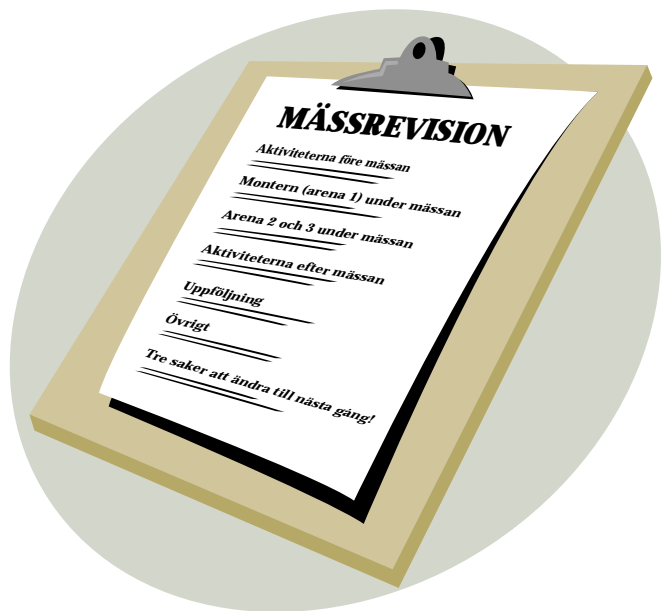 MÄSSREVISION
Aktiviteterna före mässan
Montern (arena 1) under mässan
Arena 2 och 3 under mässan
Aktiviteterna efter mässan
Uppföljning
Övrigt
Tre saker att ändra till nästa gång!